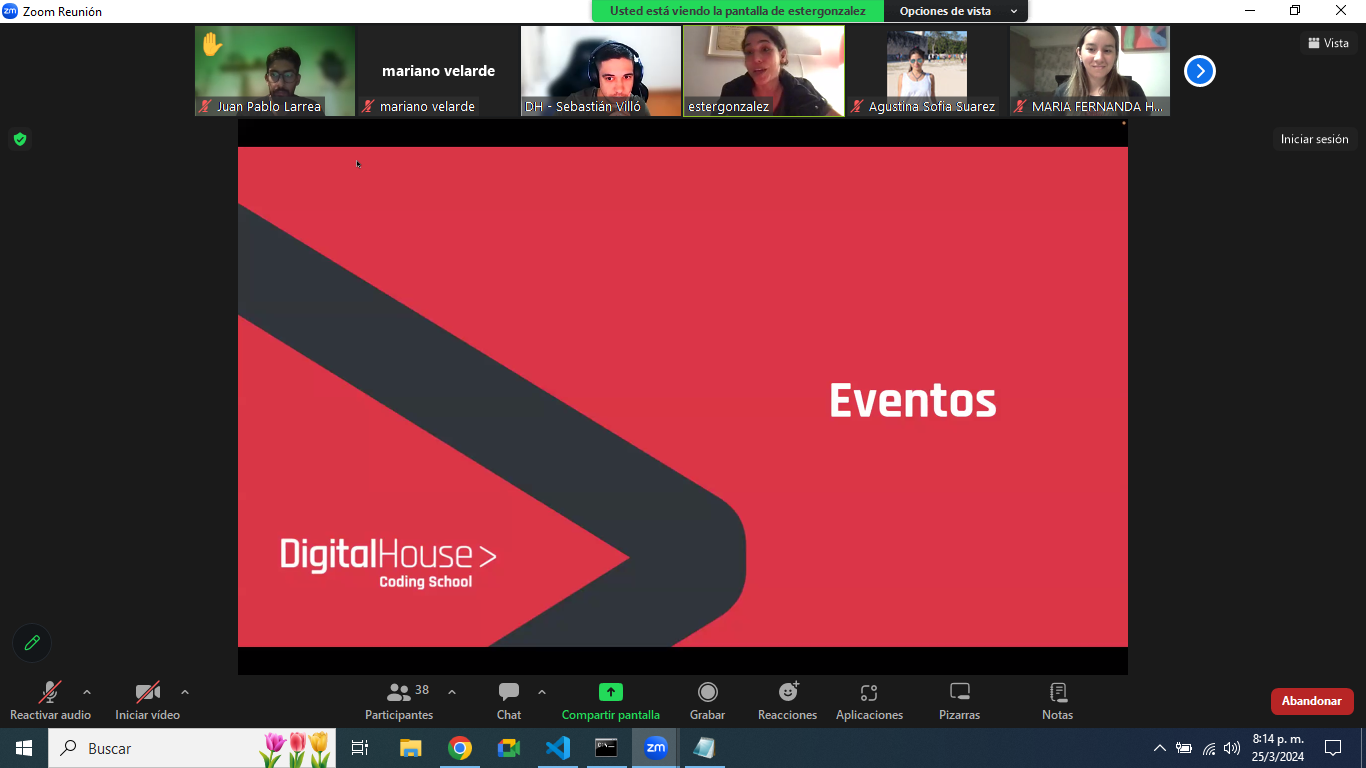 zm Zoom Reunión
Usted está viendo la pantalla de estergonzalez
Opciones de vista
mariano velarde
Juan Pablo Larrea
mariano velarde
DH - Sebastián Villó
estergonzalez
Agustina Sofia Suarez
MARIA FERNANDA H...
Vista
Iniciar sesión
Eventos
DigitalHouse >
Coding School
Reactivar audio
Iniciar vídeo
38
Participantes
Chat
Compartir pantalla
Grabar
Reacciones
Aplicaciones
Pizarras
Notas
Abandonar
Buscar
zm
8:14 p. m.
25/3/2024